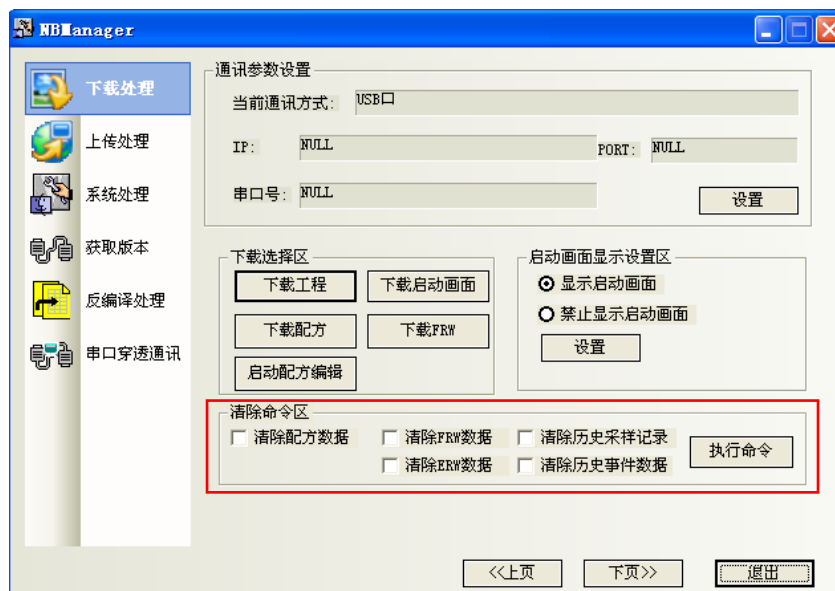 NBManager
下载处理
上传处理
系统处理
获取版本
反编译处理
串口穿透通讯
通讯参数设置
当前通讯方式: USB口
IP: NULL PORT: NULL
串口号: NULL 设置
下载选择区
下载工程 下载启动画面
下载配方 下载FRW
启动配方编辑
启动画面显示设置区
显示启动画面
禁止显示启动画面
设置
清除命令区
清除配方数据 清除FRW数据 清除历史采样记录
清除ERW数据 清除历史事件数据
执行命令
<<上页 下页>> 退出